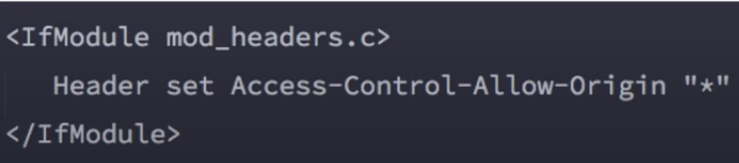 <IfModule mod_headers.c>
   Header set Access-Control-Allow-Origin "*"
</IfModule>